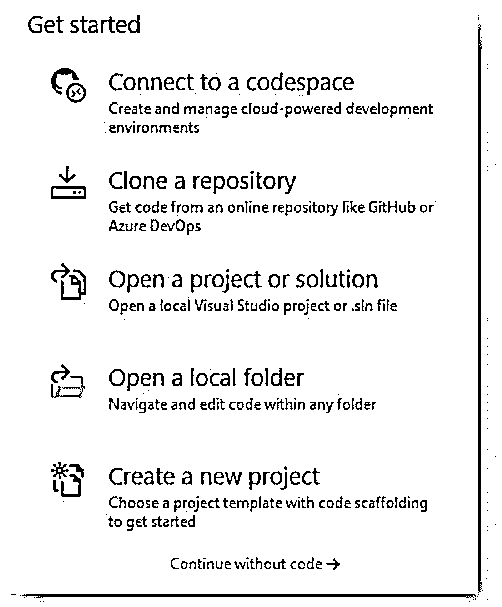 Get started
Connect to a codespace
Create and manage cloud-powered development
environments
Clone a repository
Get code from an online repository like GitHub or
Azure DevOps
Open a project or solution
Open a local Visual Studio project or .sln file
Open a local folder
Navigate and edit code within any folder
Create a new project
Choose a project template with code scaffolding
to get started
Continue without code →